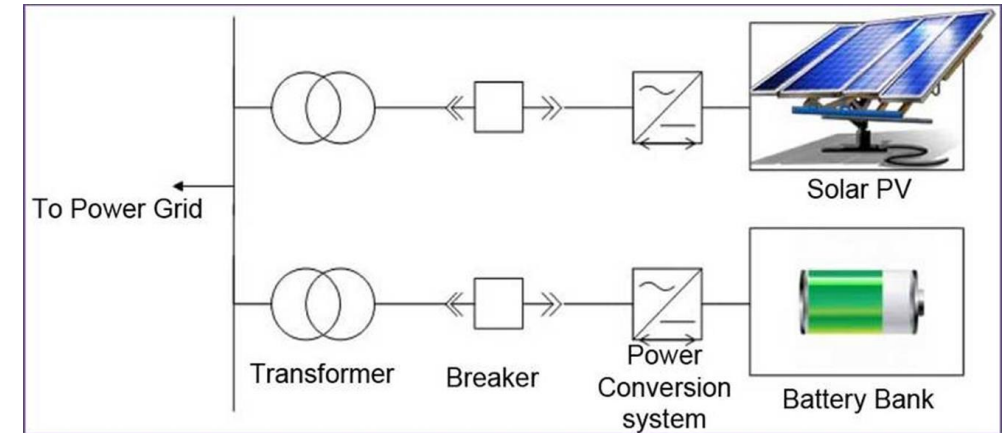 Solar PV
To Power Grid
Transformer
Breaker
Power
Conversion
system
Battery Bank